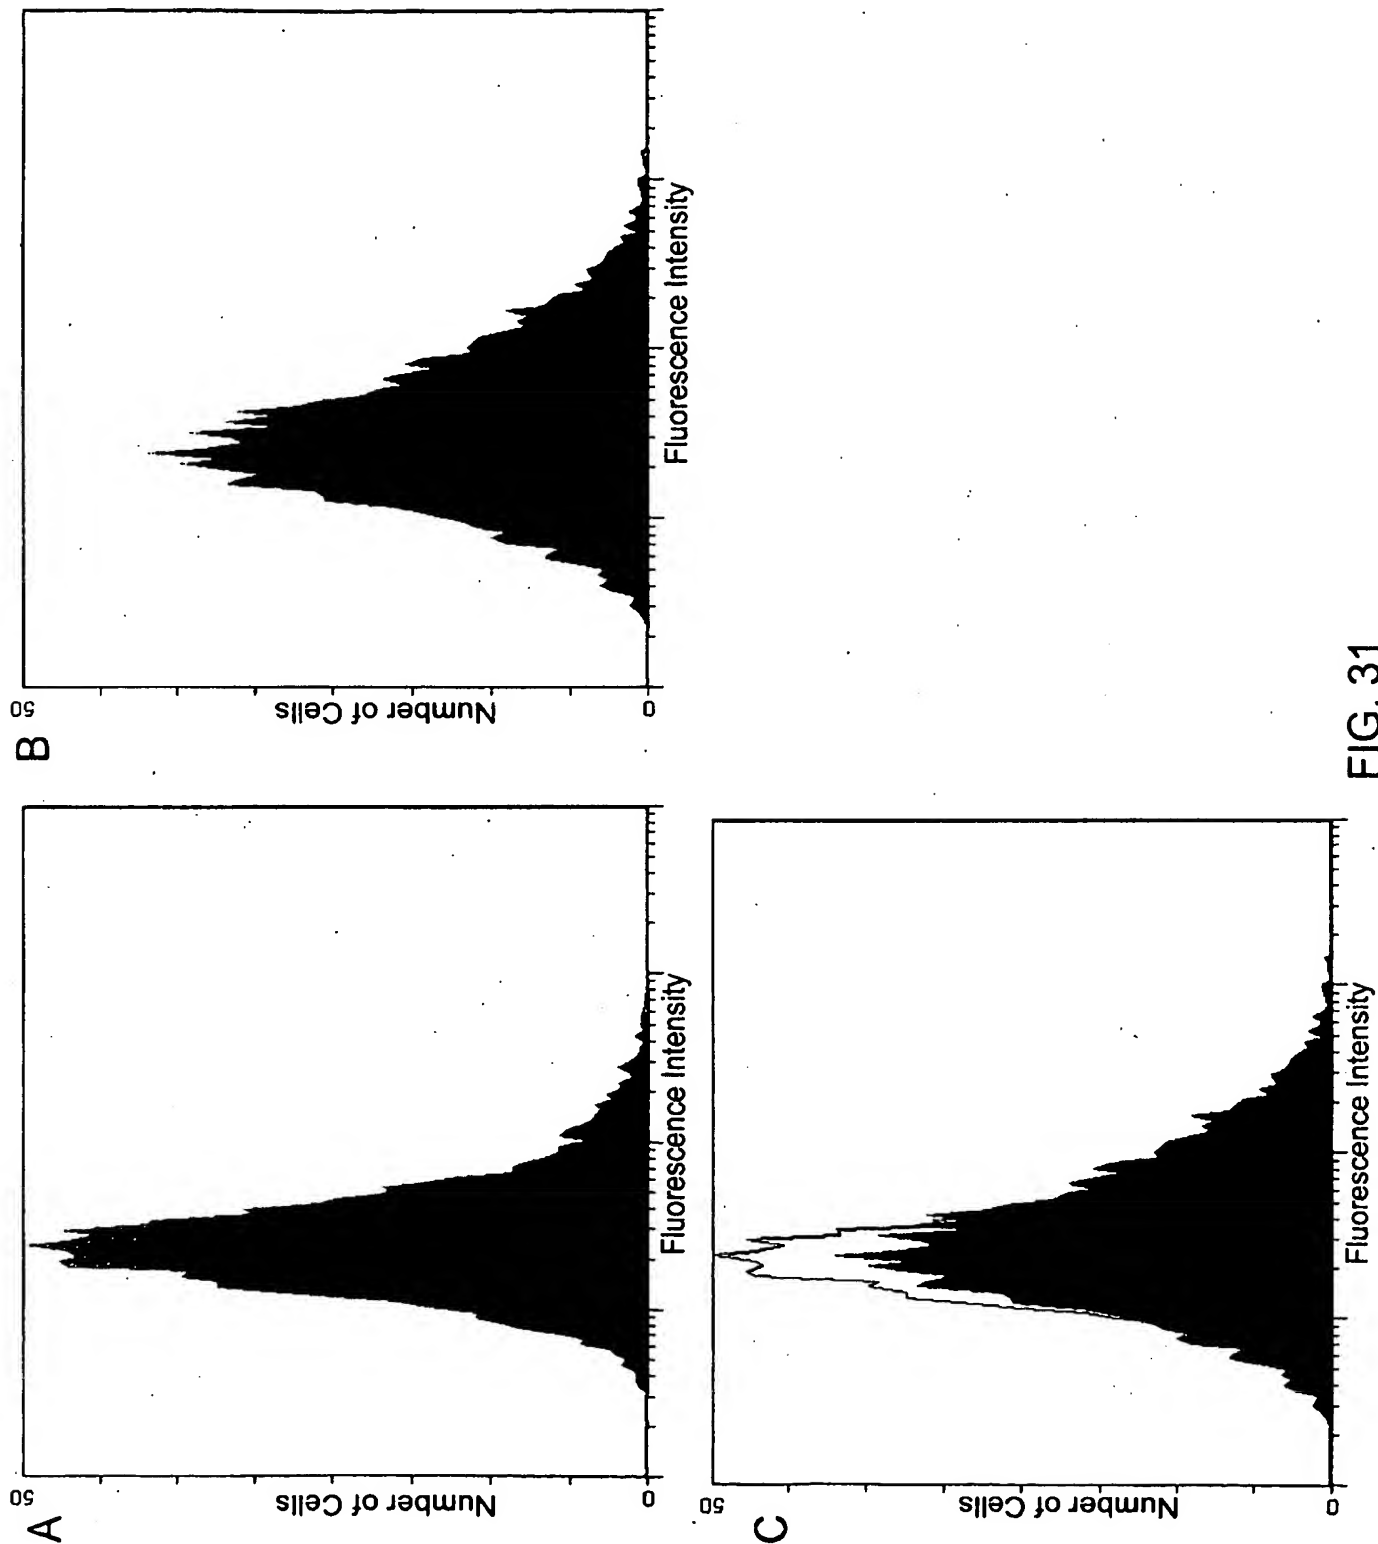 A
50
Number of Cells
0
Fluorescence Intensity
B
50
Number of Cells
0
Fluorescence Intensity
C
50
Number of Cells
0
Fluorescence Intensity
FIG. 31